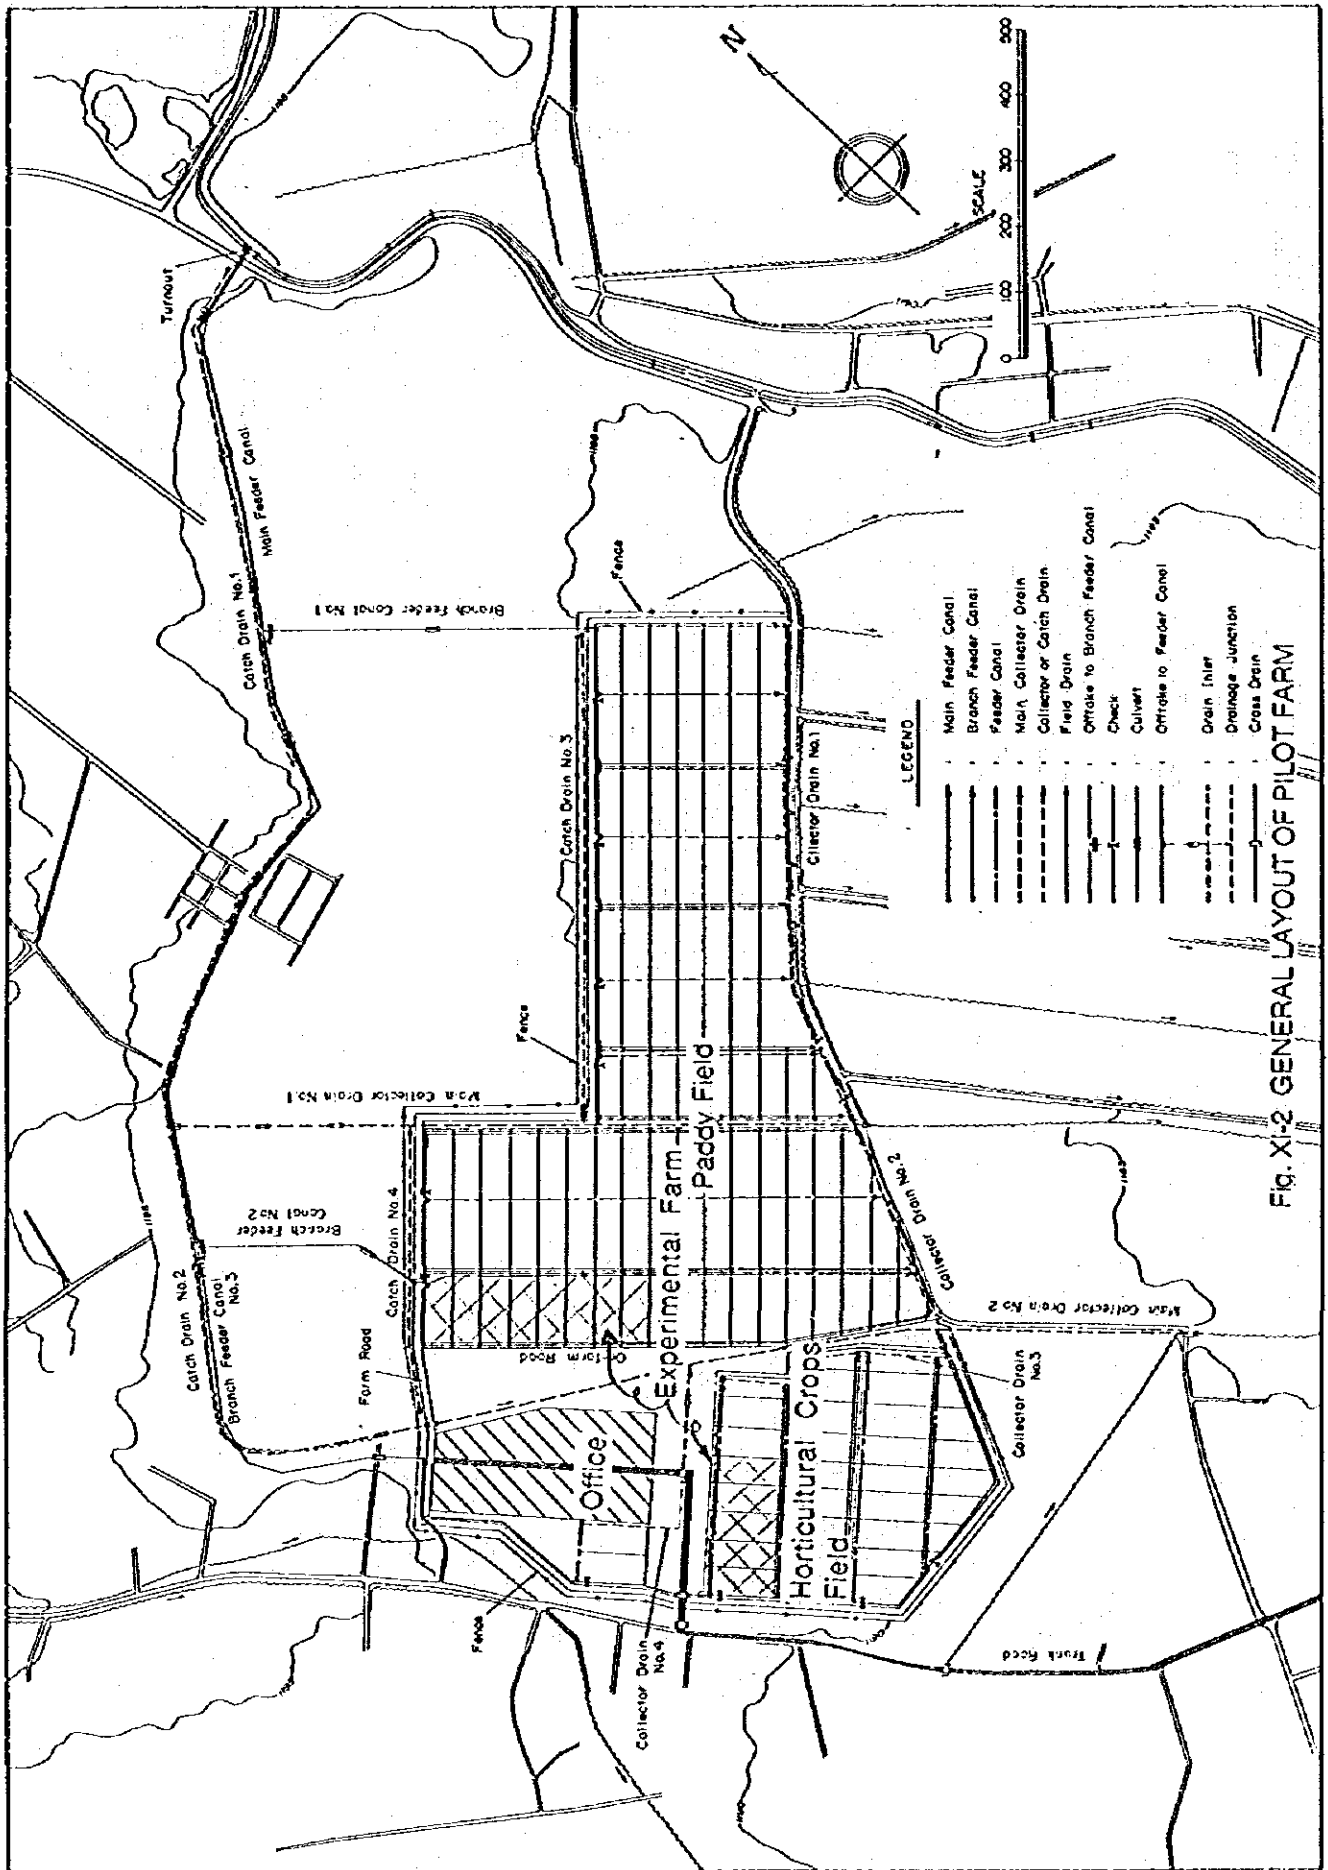 N
SCALE
0 100 200 300 400 500
Turnout
Catch Drain No.1
Main Feeder Canal
Branch Feeder Canal No.1
Fence
Catch Drain No.3
Cllector Drain No.1
Fence
Main Collector Drain No.1
Paddy Field
Experimental Farm
Catch Drain No.2
Branch Feeder Canal
No.3
Branch Feeder
Canal No.2
Catch Drain No.4
Farm Road
On-farm Road
Collector Drain No.2
Main Collector Drain No.2
Office
Horticultural Crops
Field
Collector Drain
No.3
Fence
Collector Drain
No.4
Trunk Road
LEGEND
Main Feeder Canal
Branch Feeder Canal
Feeder Canal
Main Collector Drain
Collector or Catch Drain
Field Drain
Offtake to Branch Feeder Canal
Check
Culvert
Offtake to Feeder Canal
Drain Inlet
Drainage Junction
Cross Drain
Fig. XI-2 GENERAL LAYOUT OF PILOT FARM